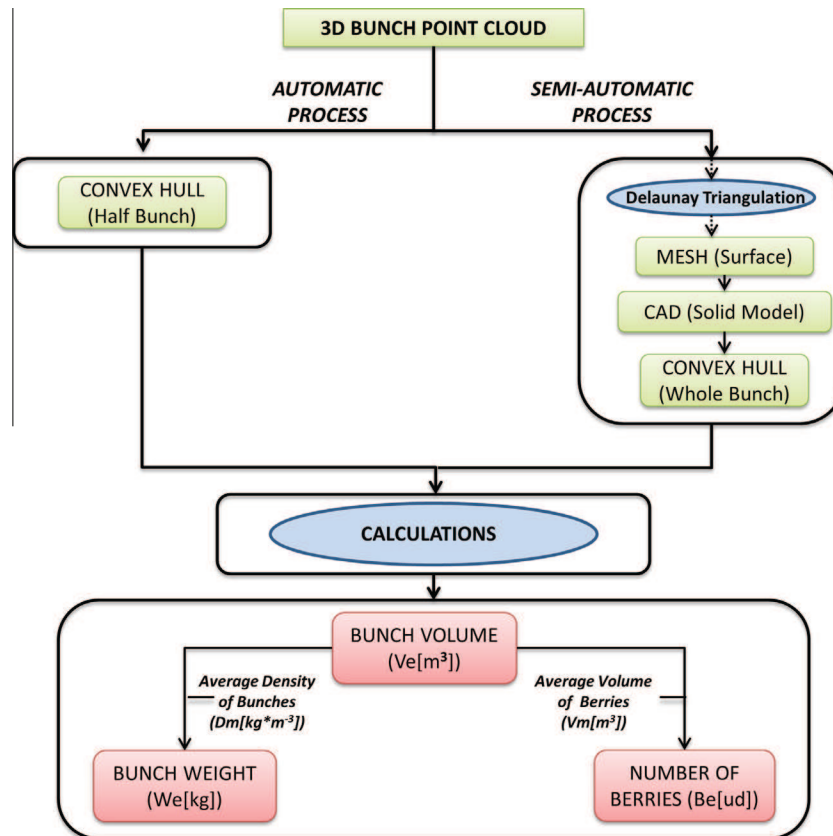 3D BUNCH POINT CLOUD
AUTOMATIC
PROCESS
SEMI-AUTOMATIC
PROCESS
CONVEX HULL
(Half Bunch)
Delaunay Triangulation
MESH (Surface)
CAD (Solid Model)
CONVEX HULL
(Whole Bunch)
CALCULATIONS
BUNCH VOLUME
(Ve[m³])
Average Density
of Bunches
(Dm[kg*m⁻³])
Average Volume
of Berries
(Vm[m³])
BUNCH WEIGHT
(We[kg])
NUMBER OF
BERRIES (Be[ud])